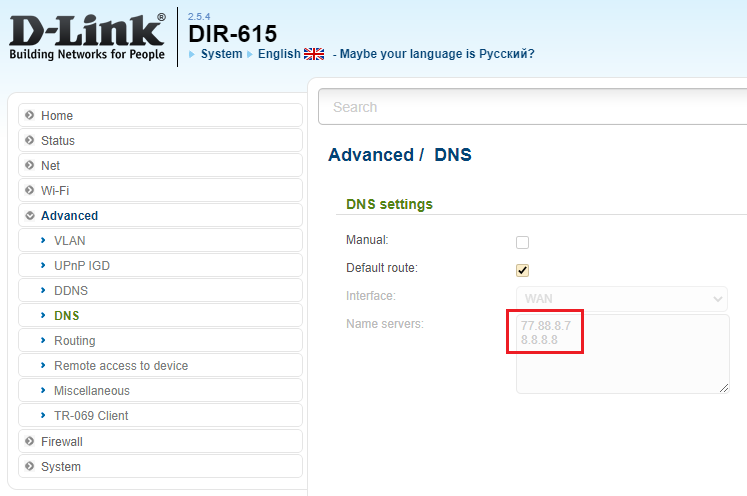 D-Link®
Building Networks for People
2.5.4
DIR-615
System English - Maybe your language is Русский?
Home
Status
Net
Wi-Fi
Advanced
VLAN
UPnP IGD
DDNS
DNS
Routing
Remote access to device
Miscellaneous
TR-069 Client
Firewall
System
Search
Advanced / DNS
DNS settings
Manual:
Default route:
Interface: WAN
Name servers: 77.88.8.7
8.8.8.8